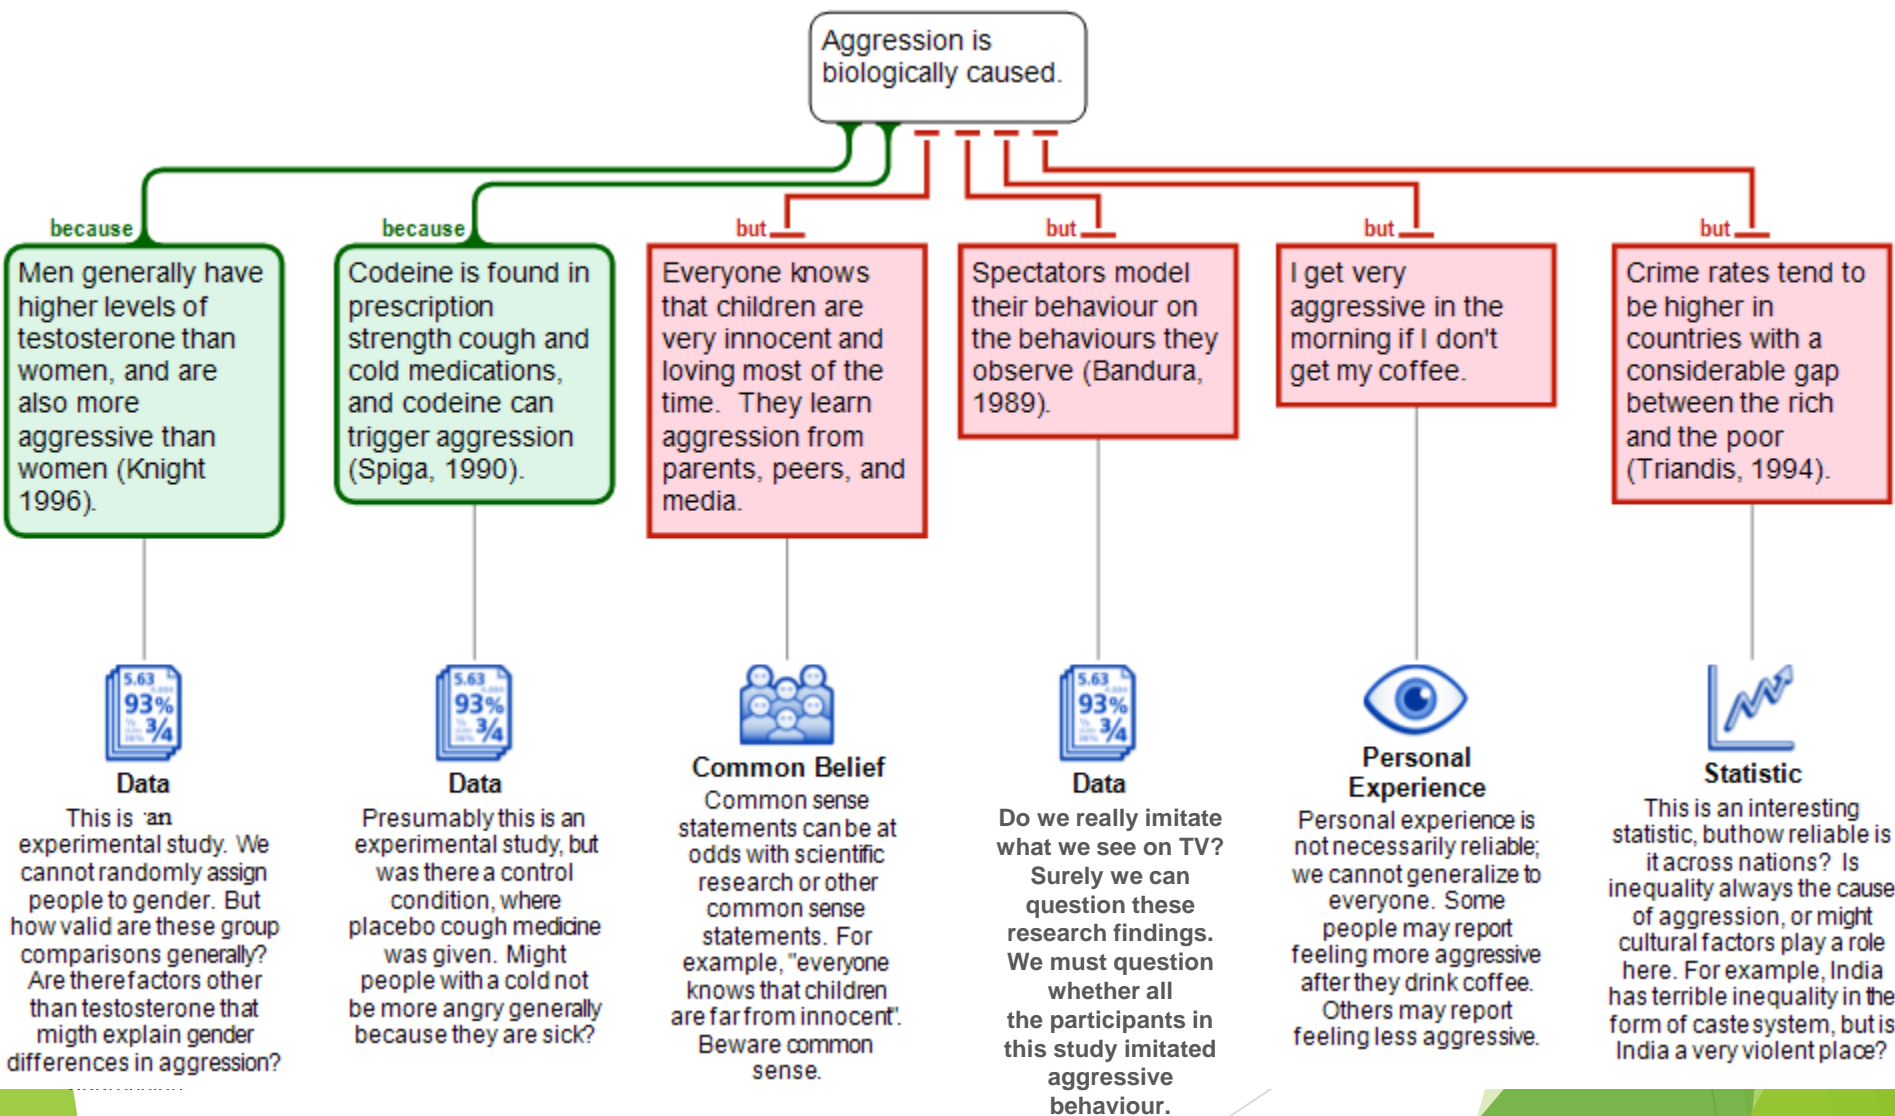 Aggression is
biologically caused.
because
Men generally have
higher levels of
testosterone than
women, and are
also more
aggressive than
women (Knight
1996).
5.63
93%
3/4
Data
This is an
experimental study. We
cannot randomly assign
people to gender. But
how valid are these group
comparisons generally?
Are there factors other
than testosterone that
migth explain gender
differences in aggression?
because
Codeine is found in
prescription
strength cough and
cold medications,
and codeine can
trigger aggression
(Spiga, 1990).
5.63
93%
3/4
Data
Presumably this is an
experimental study, but
was there a control
condition, where
placebo cough medicine
was given. Might
people with a cold not
be more angry generally
because they are sick?
but
Everyone knows
that children are
very innocent and
loving most of the
time. They learn
aggression from
parents, peers, and
media.
Common Belief
Common sense
statements can be at
odds with scientific
research or other
common sense
statements. For
example, "everyone
knows that children
are far from innocent".
Beware common
sense.
but
Spectators model
their behaviour on
the behaviours they
observe (Bandura,
1989).
5.63
93%
3/4
Data
Do we really imitate
what we see on TV?
Surely we can
question these
research findings.
We must question
whether all
the participants in
this study imitated
aggressive
behaviour.
but
I get very
aggressive in the
morning if I don't
get my coffee.
Personal
Experience
Personal experience is
not necessarily reliable;
we cannot generalize to
everyone. Some
people may report
feeling more aggressive
after they drink coffee.
Others may report
feeling less aggressive.
but
Crime rates tend to
be higher in
countries with a
considerable gap
between the rich
and the poor
(Triandis, 1994).
Statistic
This is an interesting
statistic, but how reliable is
it across nations? Is
inequality always the cause
of aggression, or might
cultural factors play a role
here. For example, India
has terrible inequality in the
form of caste system, but is
India a very violent place?